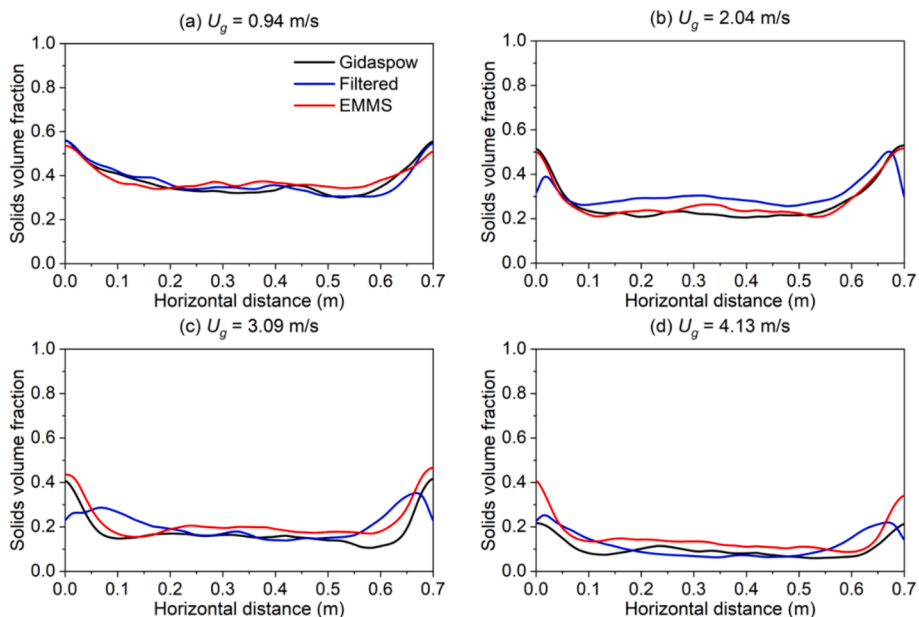 (a) U_g = 0.94 m/s
1.0
0.8
0.6
0.4
0.2
0.0
Solids volume fraction
Gidaspow
Filtered
EMMS
0.0 0.1 0.2 0.3 0.4 0.5 0.6 0.7
Horizontal distance (m)
(b) U_g = 2.04 m/s
1.0
0.8
0.6
0.4
0.2
0.0
Solids volume fraction
0.0 0.1 0.2 0.3 0.4 0.5 0.6 0.7
Horizontal distance (m)
(c) U_g = 3.09 m/s
1.0
0.8
0.6
0.4
0.2
0.0
Solids volume fraction
0.0 0.1 0.2 0.3 0.4 0.5 0.6 0.7
Horizontal distance (m)
(d) U_g = 4.13 m/s
1.0
0.8
0.6
0.4
0.2
0.0
Solids volume fraction
0.0 0.1 0.2 0.3 0.4 0.5 0.6 0.7
Horizontal distance (m)